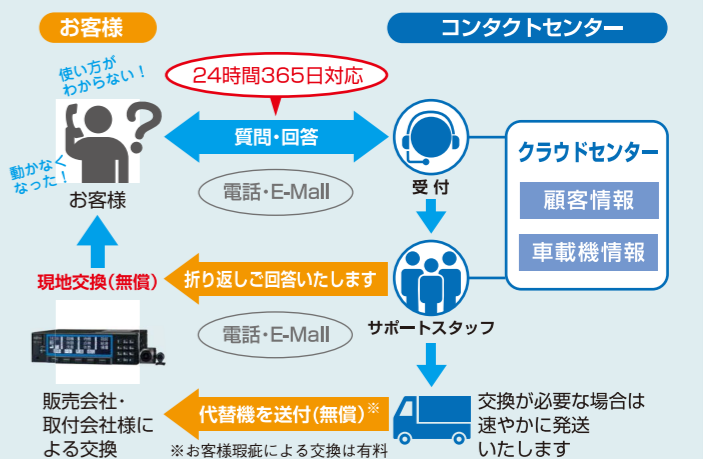 お客様
コンタクトセンター
使い方が
わからない！
24時間365日対応
質問・回答
クラウドセンター
動かなく
なった！
電話・E-Mall
受付
顧客情報
お客様
車載機情報
現地交換(無償)
折り返しご回答いたします
サポートスタッフ
電話・E-Mall
販売会社・
取付会社様に
よる交換
代替機を送付(無償)※
※お客様瑕疵による交換は有料
交換が必要な場合は
速やかに発送
いたします